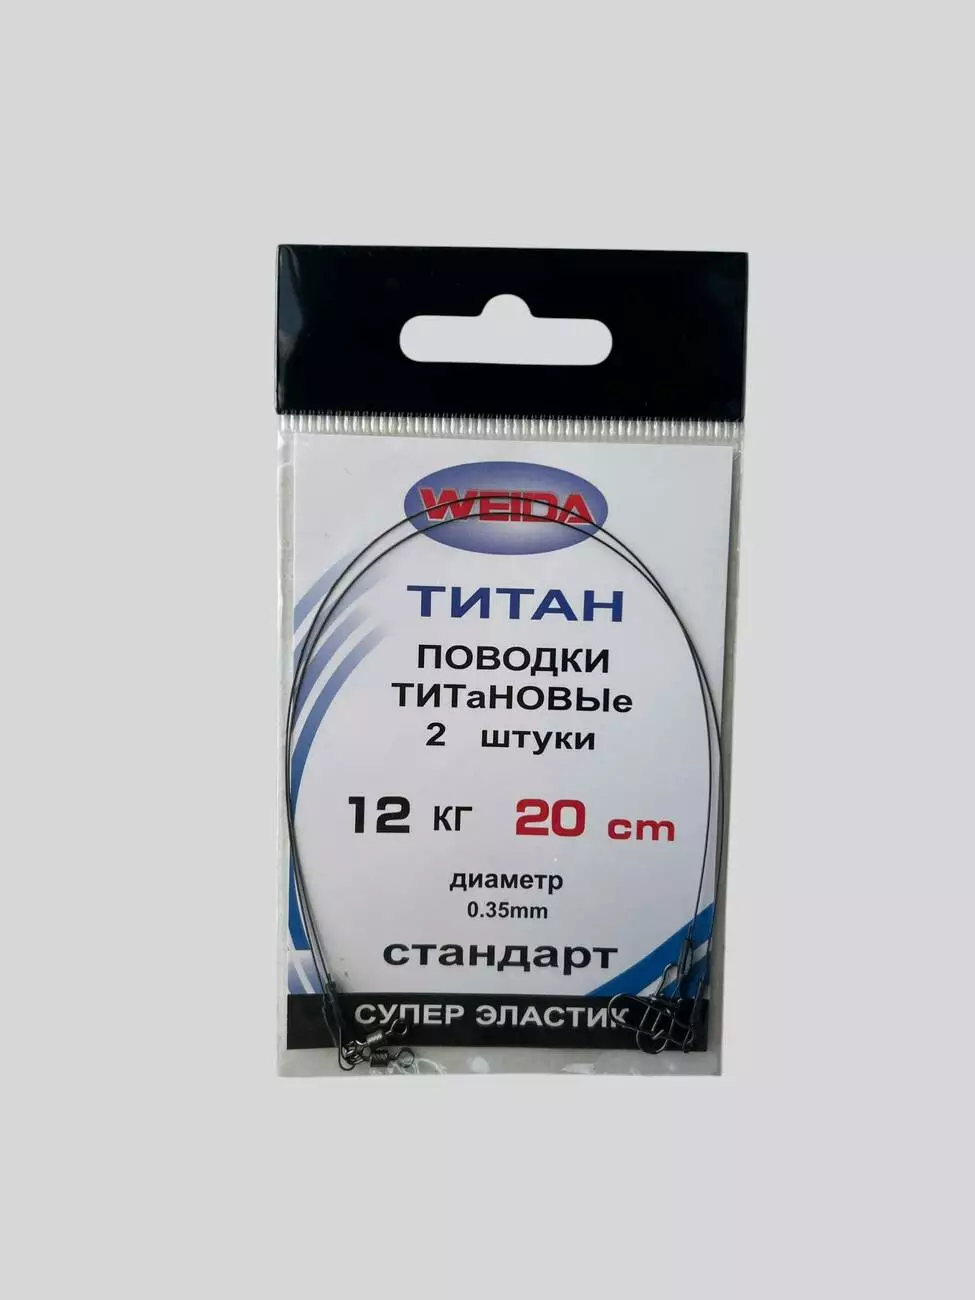 WEIDA
ТИТАН
ПОВОДКИ
ТИТаНОВЫе
2 штуки
12 кг 20 cm
диаметр
0.35mm
стандарт
СУПЕР ЭЛАСТИК